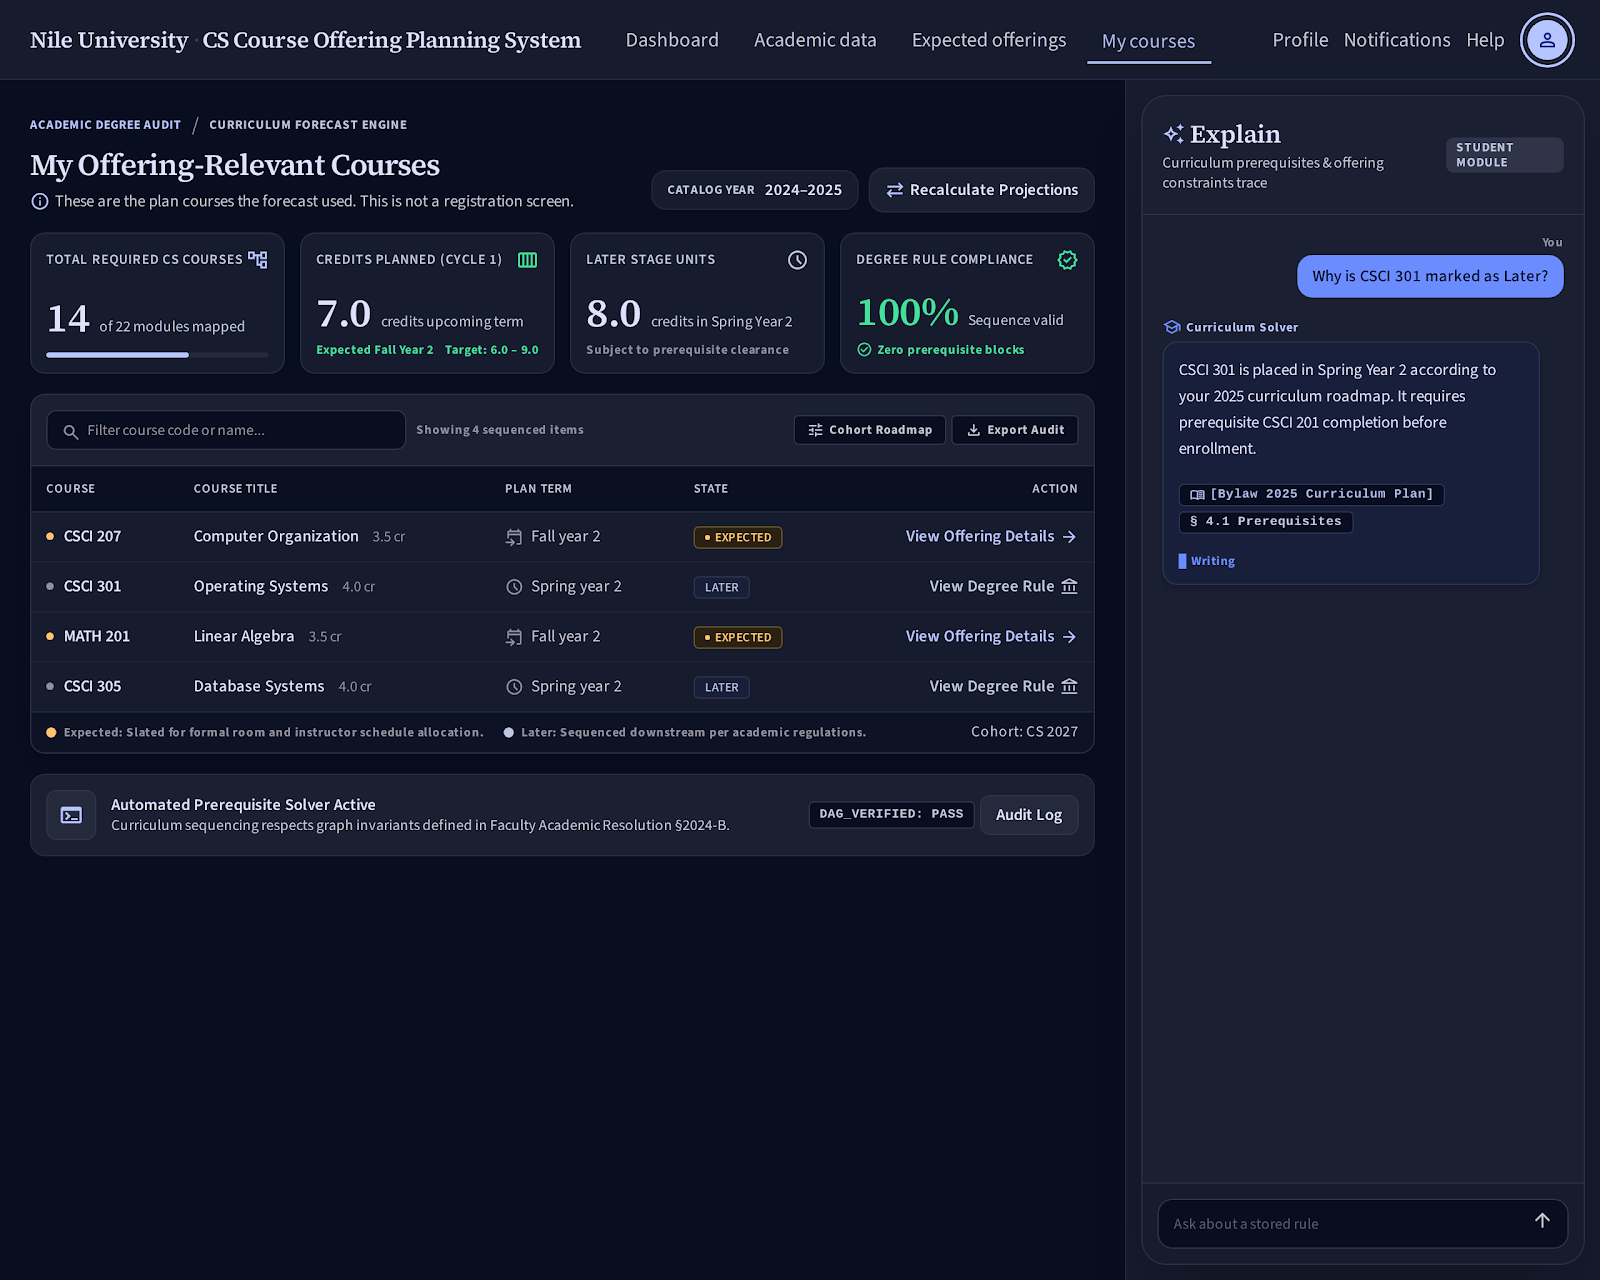 Nile University · CS Course Offering Planning System
Dashboard
Academic data
Expected offerings
My courses
Profile
Notifications
Help
ACADEMIC DEGREE AUDIT / CURRICULUM FORECAST ENGINE
My Offering-Relevant Courses
These are the plan courses the forecast used. This is not a registration screen.
CATALOG YEAR 2024–2025
Recalculate Projections
TOTAL REQUIRED CS COURSES
14 of 22 modules mapped
CREDITS PLANNED (CYCLE 1)
7.0 credits upcoming term
Expected Fall Year 2 Target: 6.0 – 9.0
LATER STAGE UNITS
8.0 credits in Spring Year 2
Subject to prerequisite clearance
DEGREE RULE COMPLIANCE
100% Sequence valid
Zero prerequisite blocks
Filter course code or name...
Showing 4 sequenced items
Cohort Roadmap
Export Audit
COURSE COURSE TITLE PLAN TERM STATE ACTION
CSCI 207 Computer Organization 3.5 cr Fall year 2 EXPECTED View Offering Details
CSCI 301 Operating Systems 4.0 cr Spring year 2 LATER View Degree Rule
MATH 201 Linear Algebra 3.5 cr Fall year 2 EXPECTED View Offering Details
CSCI 305 Database Systems 4.0 cr Spring year 2 LATER View Degree Rule
Expected: Slated for formal room and instructor schedule allocation.
Later: Sequenced downstream per academic regulations.
Cohort: CS 2027
Automated Prerequisite Solver Active
Curriculum sequencing respects graph invariants defined in Faculty Academic Resolution §2024-B.
DAG_VERIFIED: PASS
Audit Log
Explain
Curriculum prerequisites & offering
constraints trace
STUDENT
MODULE
You
Why is CSCI 301 marked as Later?
Curriculum Solver
CSCI 301 is placed in Spring Year 2 according to
your 2025 curriculum roadmap. It requires
prerequisite CSCI 201 completion before
enrollment.
[Bylaw 2025 Curriculum Plan]
§ 4.1 Prerequisites
Writing
Ask about a stored rule